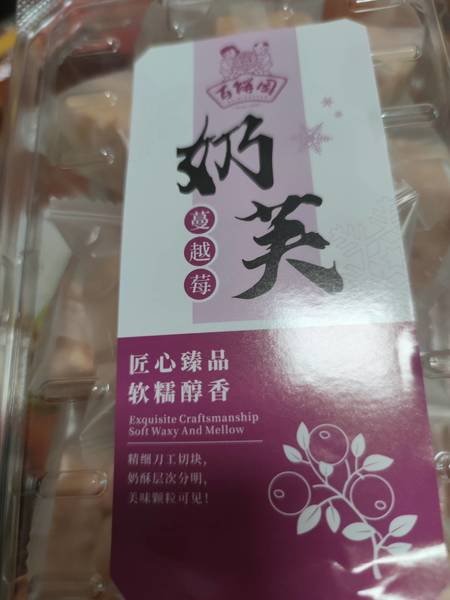 奶芙
蔓越莓
匠心臻品
软糯醇香
Exquisite Craftsmanship
Soft Waxy And Mellow
精细刀工切块，
奶酥层次分明，
美味颗粒可见！